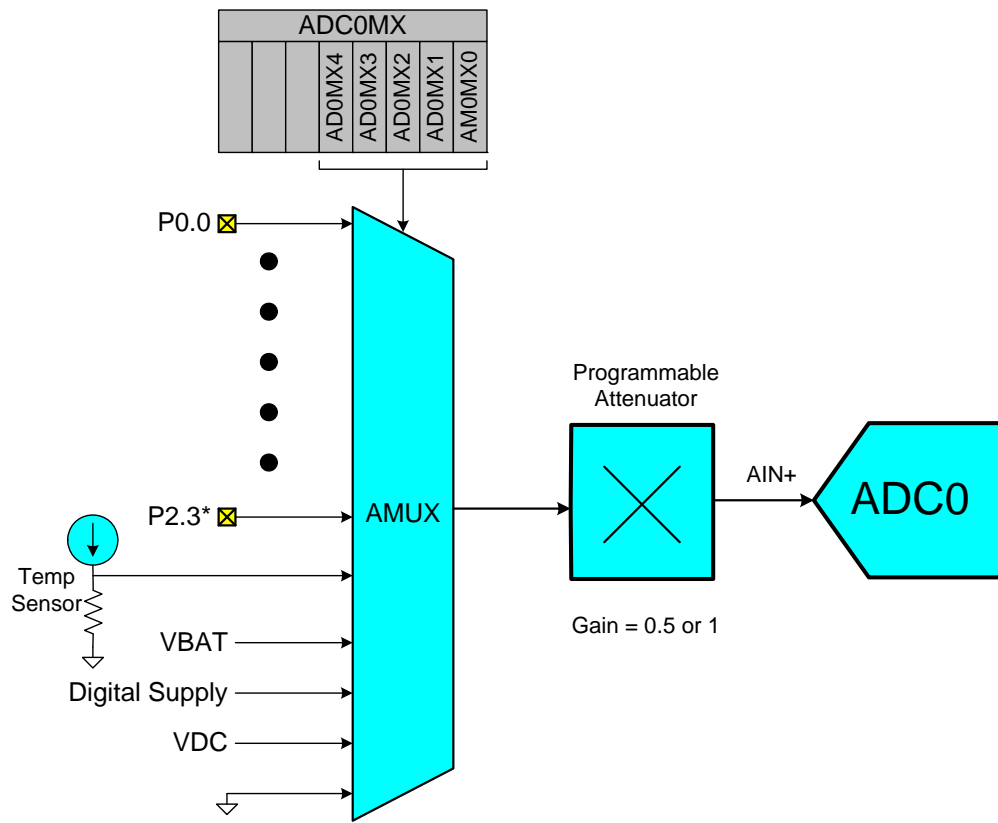 ADC0MX
AD0MX4
AD0MX3
AD0MX2
AD0MX1
AM0MX0
P0.0
Programmable
Attenuator
AIN+
ADC0
P2.3*
AMUX
Temp
Sensor
Gain = 0.5 or 1
VBAT
Digital Supply
VDC